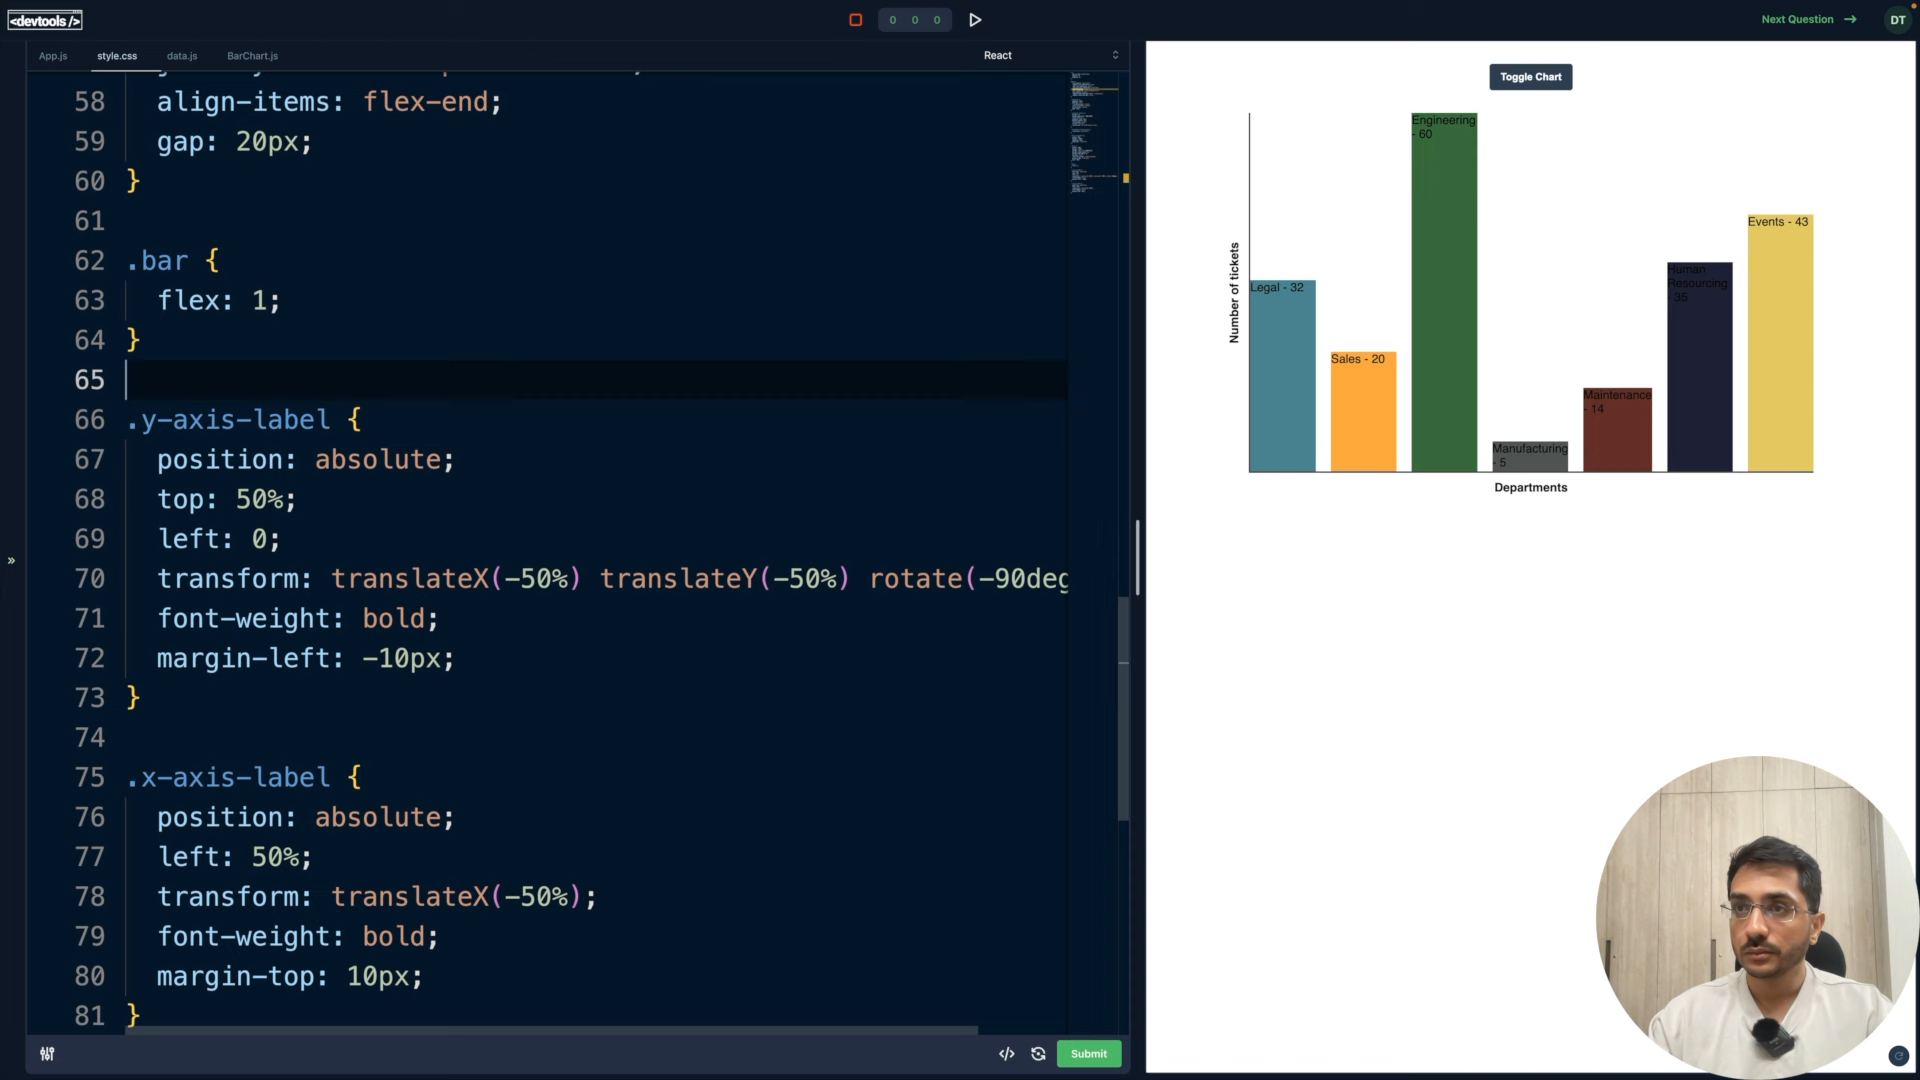 <devtools />
0 0 0
Next Question
DT
App.js
style.css
data.js
BarChart.js
React
58 align-items: flex-end;
59 gap: 20px;
60 }
61
62 .bar {
63 flex: 1;
64 }
65
66 .y-axis-label {
67 position: absolute;
68 top: 50%;
69 left: 0;
70 transform: translateX(-50%) translateY(-50%) rotate(-90deg
71 font-weight: bold;
72 margin-left: -10px;
73 }
74
75 .x-axis-label {
76 position: absolute;
77 left: 50%;
78 transform: translateX(-50%);
79 font-weight: bold;
80 margin-top: 10px;
81 }
Submit
Toggle Chart
Number of tickets
Legal - 32
Sales - 20
Engineering
- 60
Manufacturing
- 5
Maintenance
- 14
Human
Resourcing
- 35
Events - 43
Departments